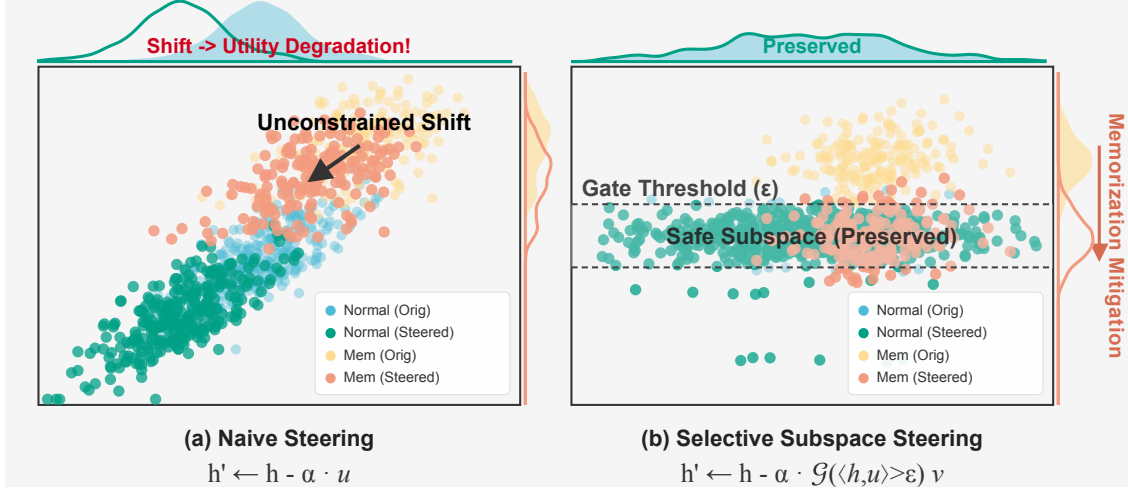 Shift -> Utility Degradation!
Unconstrained Shift
Normal (Orig)
Normal (Steered)
Mem (Orig)
Mem (Steered)
(a) Naive Steering
h' ← h - α · u
Preserved
Gate Threshold (ε)
Safe Subspace (Preserved)
Normal (Orig)
Normal (Steered)
Mem (Orig)
Mem (Steered)
Memorization Mitigation
(b) Selective Subspace Steering
h' ← h - α · 𝒢(⟨h,u⟩>ε) v